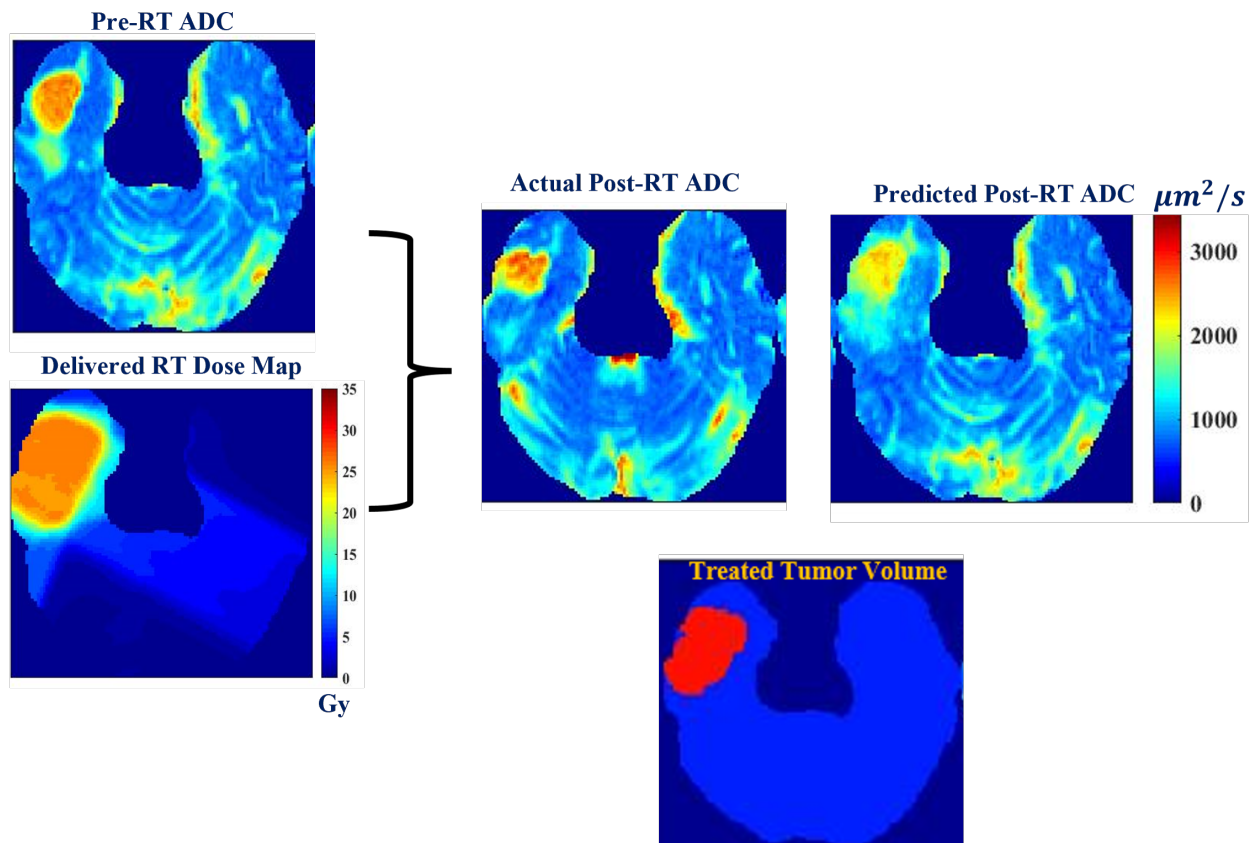 Pre-RT ADC
Delivered RT Dose Map
35
30
25
20
15
10
5
0
Gy
Actual Post-RT ADC
Predicted Post-RT ADC
μm²/s
3000
2000
1000
0
Treated Tumor Volume